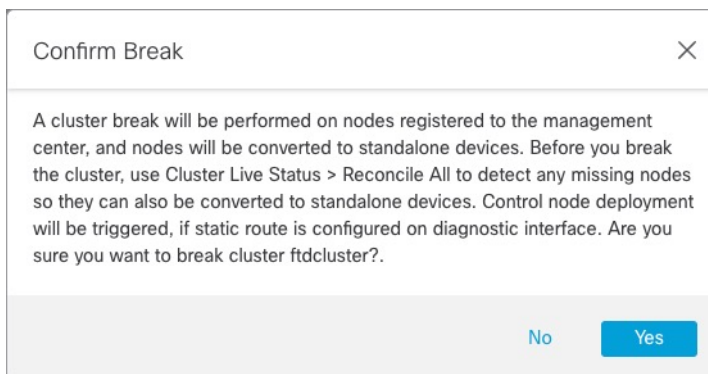 Confirm Break
A cluster break will be performed on nodes registered to the management
center, and nodes will be converted to standalone devices. Before you break
the cluster, use Cluster Live Status > Reconcile All to detect any missing nodes
so they can also be converted to standalone devices. Control node deployment
will be triggered, if static route is configured on diagnostic interface. Are you
sure you want to break cluster ftdcluster?.
No
Yes